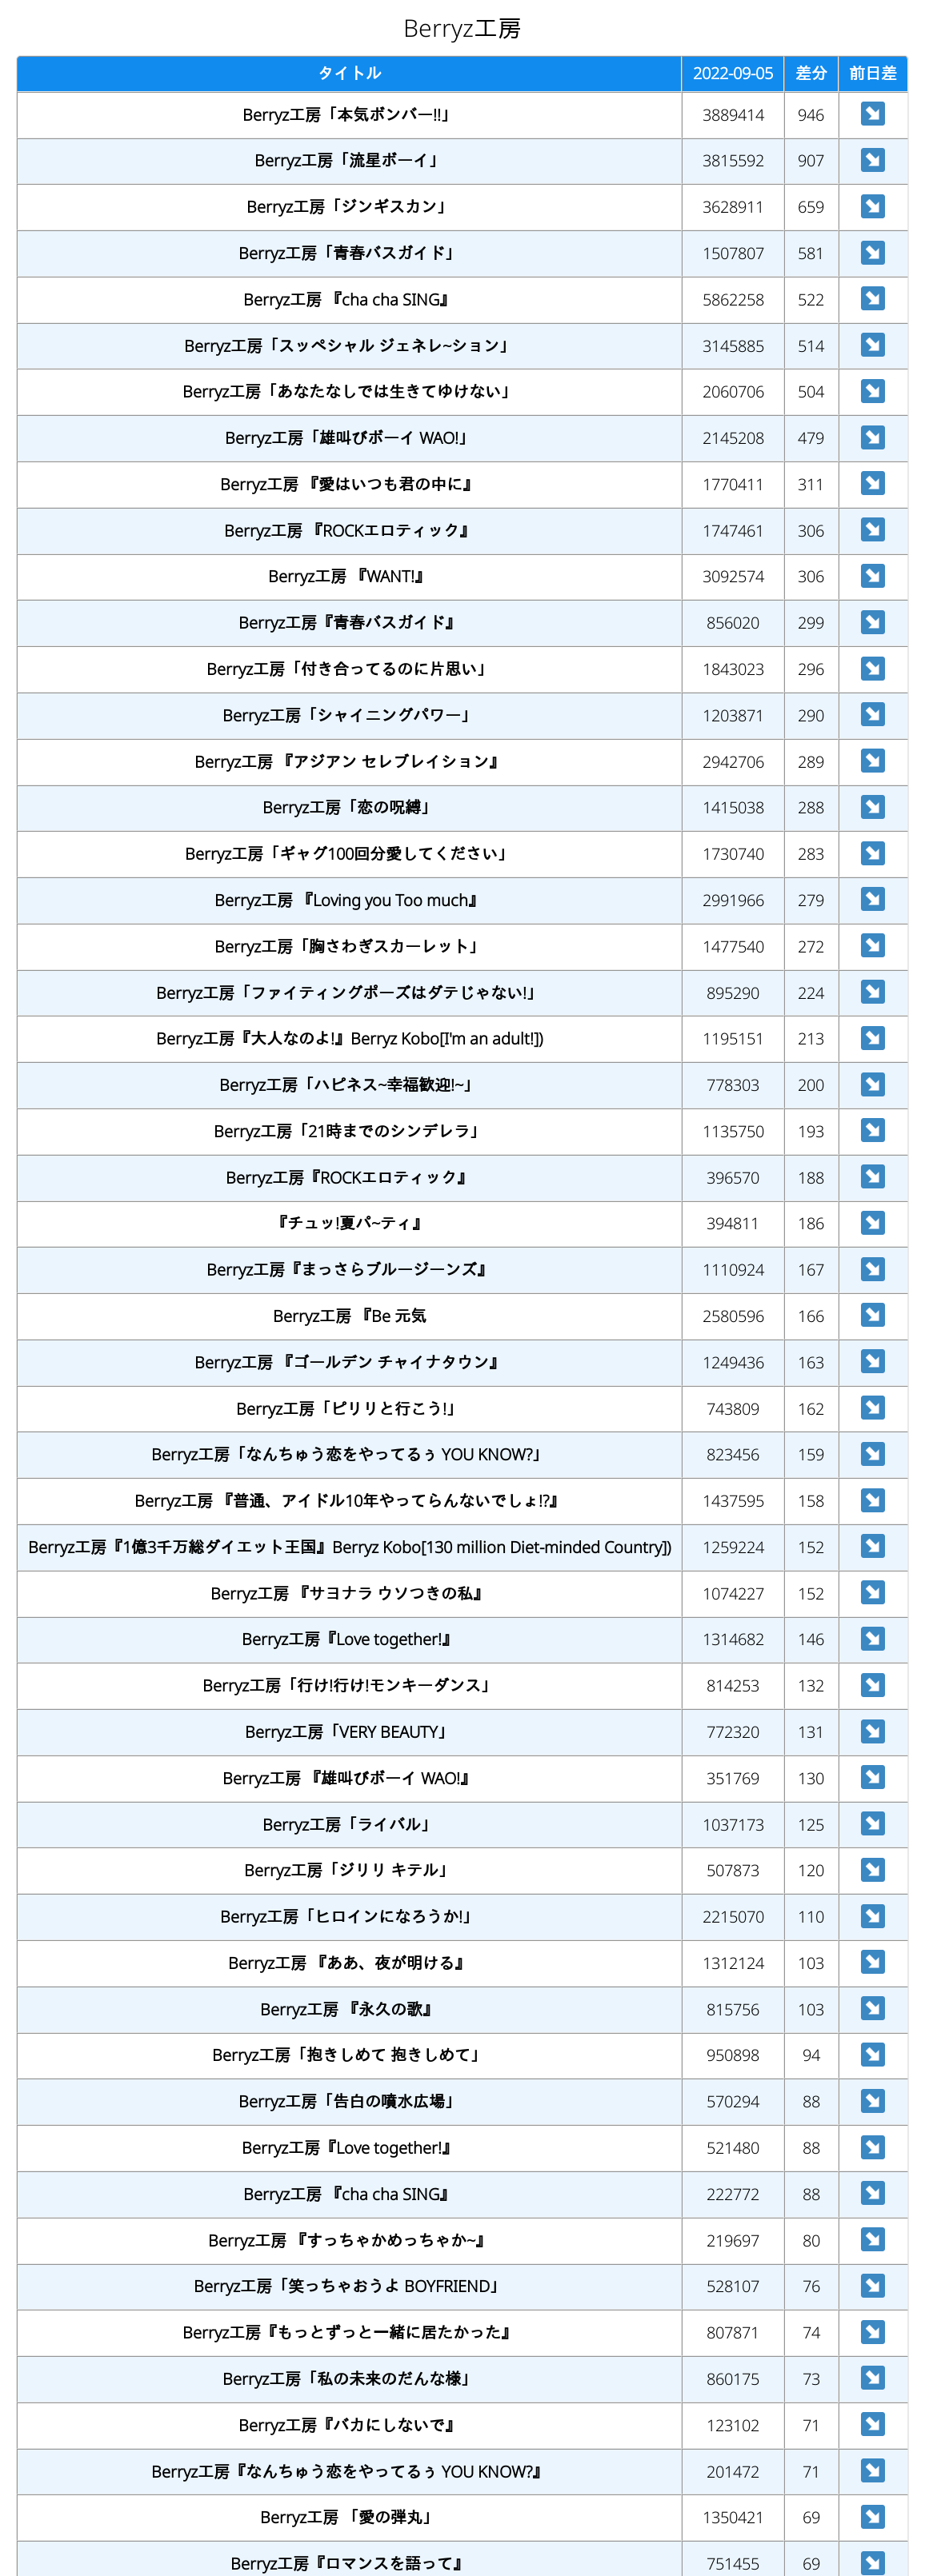 Berryz工房
タイトル 2022-09-05 差分 前日差
Berryz工房「本気ボンバー!!」 3889414 946
Berryz工房「流星ボーイ」 3815592 907
Berryz工房「ジンギスカン」 3628911 659
Berryz工房「青春バスガイド」 1507807 581
Berryz工房 『cha cha SING』 5862258 522
Berryz工房「スッペシャル ジェネレ~ション」 3145885 514
Berryz工房「あなたなしでは生きてゆけない」 2060706 504
Berryz工房「雄叫びボーイ WAO!」 2145208 479
Berryz工房 『愛はいつも君の中に』 1770411 311
Berryz工房 『ROCKエロティック』 1747461 306
Berryz工房 『WANT!』 3092574 306
Berryz工房『青春バスガイド』 856020 299
Berryz工房「付き合ってるのに片思い」 1843023 296
Berryz工房「シャイニングパワー」 1203871 290
Berryz工房 『アジアン セレブレイション』 2942706 289
Berryz工房「恋の呪縛」 1415038 288
Berryz工房「ギャグ100回分愛してください」 1730740 283
Berryz工房 『Loving you Too much』 2991966 279
Berryz工房「胸さわぎスカーレット」 1477540 272
Berryz工房「ファイティングポーズはダテじゃない!」 895290 224
Berryz工房『大人なのよ!』Berryz Kobo[I'm an adult!]) 1195151 213
Berryz工房「ハピネス~幸福歓迎!~」 778303 200
Berryz工房「21時までのシンデレラ」 1135750 193
Berryz工房『ROCKエロティック』 396570 188
『チュッ!夏パ~ティ』 394811 186
Berryz工房『まっさらブルージーンズ』 1110924 167
Berryz工房 『Be 元気 2580596 166
Berryz工房 『ゴールデン チャイナタウン』 1249436 163
Berryz工房「ピリリと行こう!」 743809 162
Berryz工房「なんちゅう恋をやってるぅ YOU KNOW?」 823456 159
Berryz工房 『普通、アイドル10年やってらんないでしょ!?』 1437595 158
Berryz工房『1億3千万総ダイエット王国』Berryz Kobo[130 million Diet-minded Country]) 1259224 152
Berryz工房 『サヨナラ ウソつきの私』 1074227 152
Berryz工房『Love together!』 1314682 146
Berryz工房「行け!行け!モンキーダンス」 814253 132
Berryz工房「VERY BEAUTY」 772320 131
Berryz工房 『雄叫びボーイ WAO!』 351769 130
Berryz工房「ライバル」 1037173 125
Berryz工房「ジリリ キテル」 507873 120
Berryz工房「ヒロインになろうか!」 2215070 110
Berryz工房 『ああ、夜が明ける』 1312124 103
Berryz工房 『永久の歌』 815756 103
Berryz工房「抱きしめて 抱きしめて」 950898 94
Berryz工房「告白の噴水広場」 570294 88
Berryz工房『Love together!』 521480 88
Berryz工房 『cha cha SING』 222772 88
Berryz工房 『すっちゃかめっちゃか~』 219697 80
Berryz工房「笑っちゃおうよ BOYFRIEND」 528107 76
Berryz工房『もっとずっと一緒に居たかった』 807871 74
Berryz工房「私の未来のだんな様」 860175 73
Berryz工房『バカにしないで』 123102 71
Berryz工房『なんちゅう恋をやってるぅ YOU KNOW?』 201472 71
Berryz工房 「愛の弾丸」 1350421 69
Berryz工房『ロマンスを語って』 751455 69